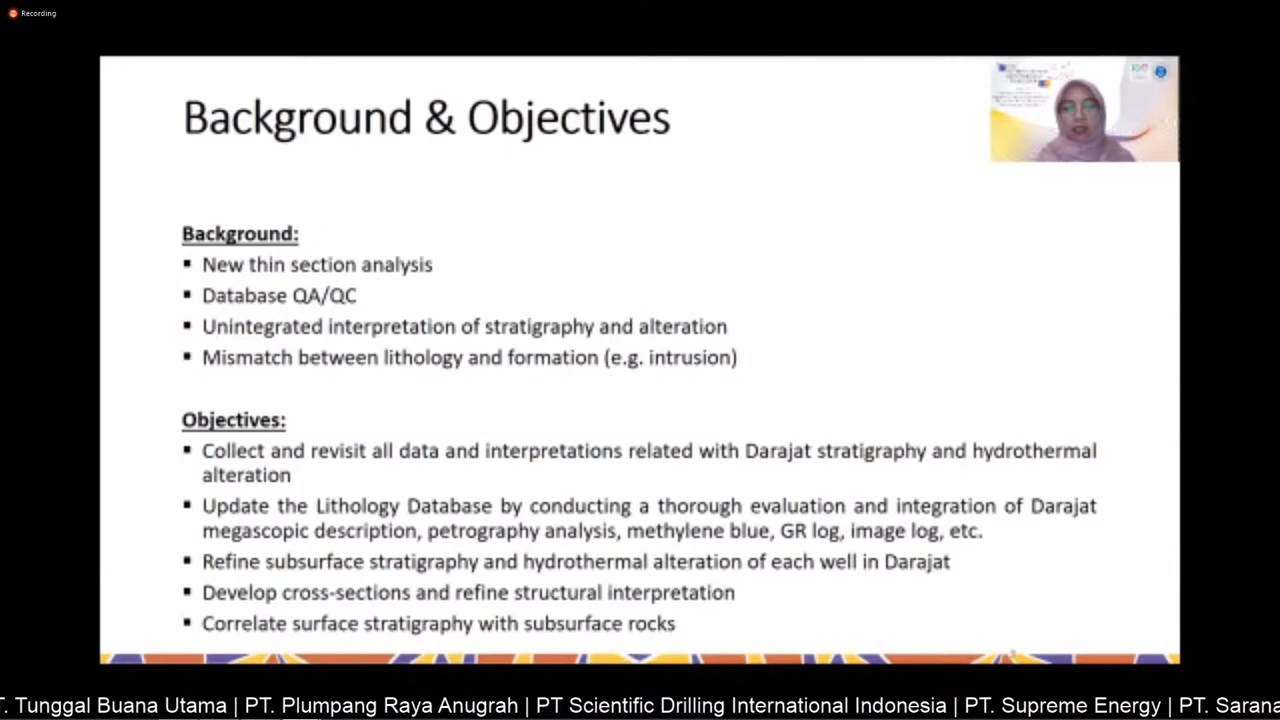 Recording
Background & Objectives
Background:
▪ New thin section analysis
▪ Database QA/QC
▪ Unintegrated interpretation of stratigraphy and alteration
▪ Mismatch between lithology and formation (e.g. intrusion)
Objectives:
▪ Collect and revisit all data and interpretations related with Darajat stratigraphy and hydrothermal
alteration
▪ Update the Lithology Database by conducting a thorough evaluation and integration of Darajat
megascopic description, petrography analysis, methylene blue, GR log, image log, etc.
▪ Refine subsurface stratigraphy and hydrothermal alteration of each well in Darajat
▪ Develop cross-sections and refine structural interpretation
▪ Correlate surface stratigraphy with subsurface rocks
T. Tunggal Buana Utama | PT. Plumpang Raya Anugrah | PT Scientific Drilling International Indonesia | PT. Supreme Energy | PT. Sarana